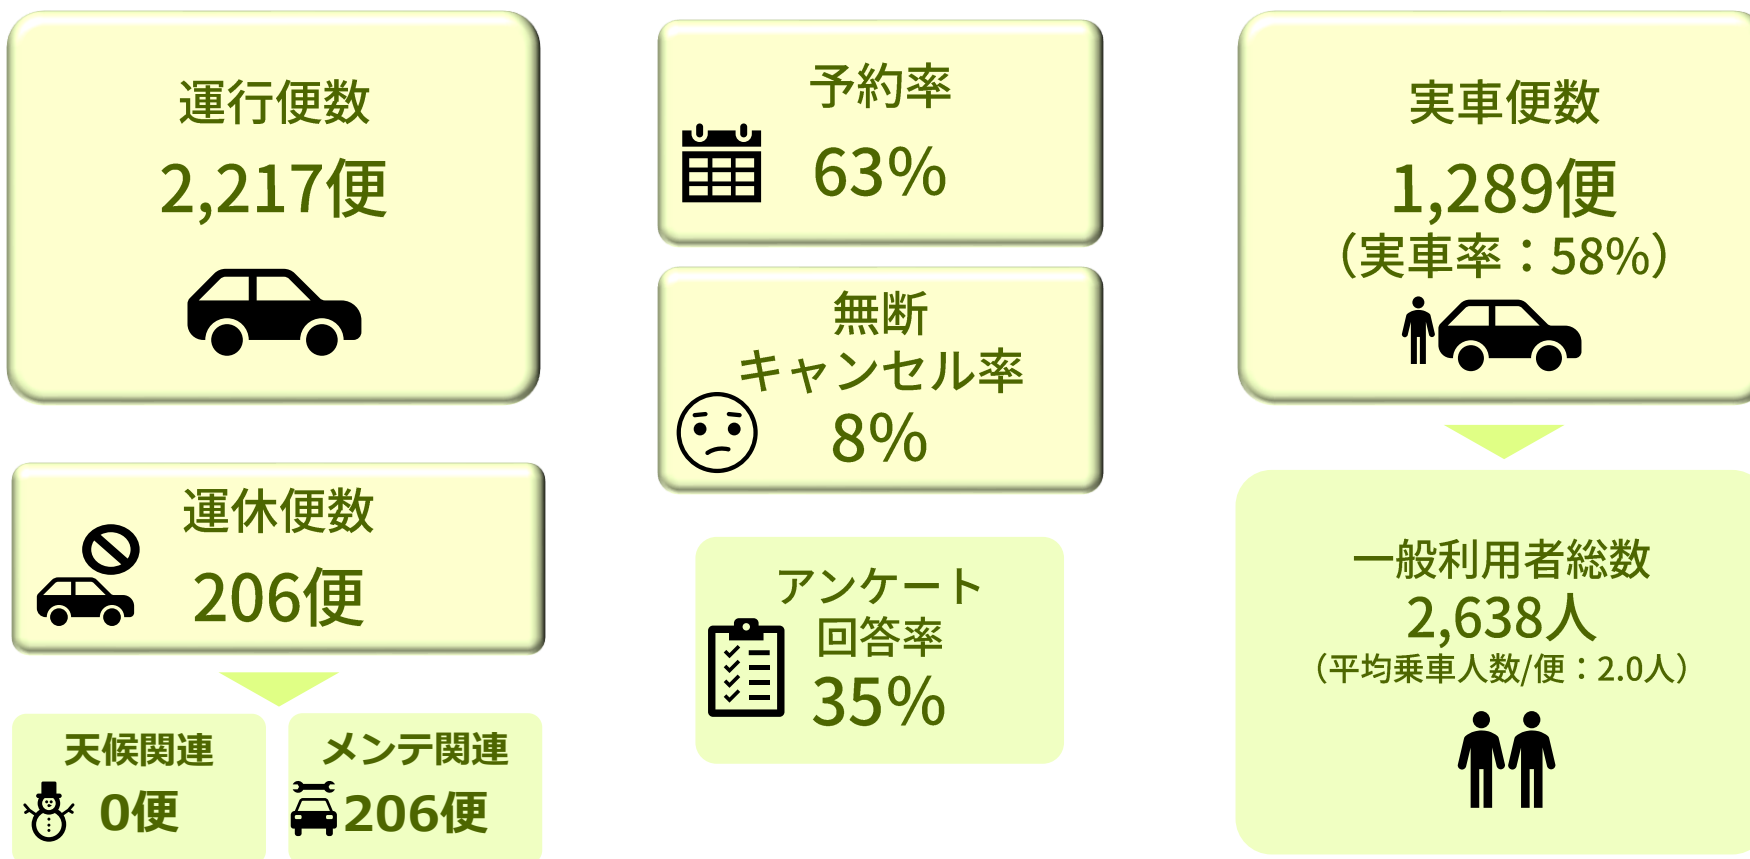 運行便数
2,217便
運休便数
206便
天候関連
0便
メンテ関連
206便
予約率
63%
無断
キャンセル率
8%
アンケート
回答率
35%
実車便数
1,289便
（実車率：58%）
一般利用者総数
2,638人
（平均乗車人数/便：2.0人）